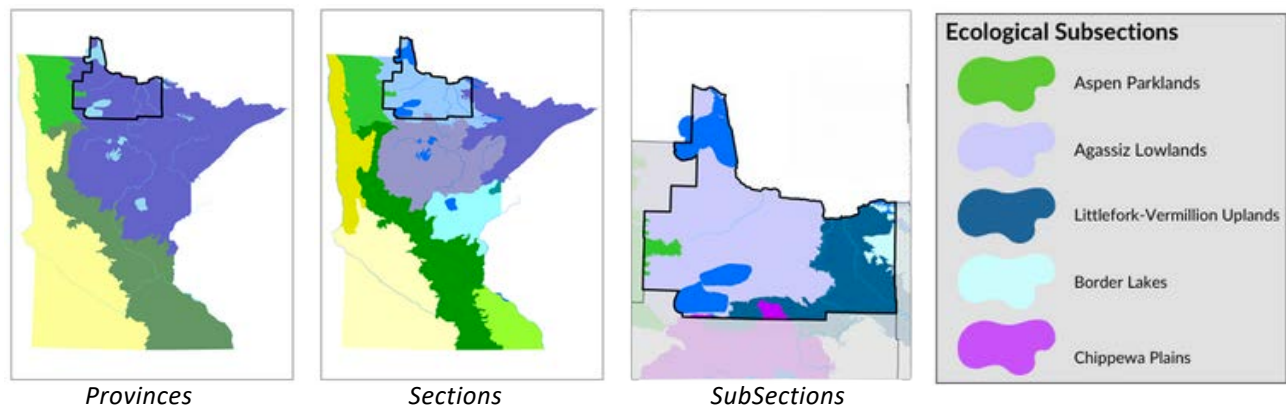 Ecological Subsections
Aspen Parklands
Agassiz Lowlands
Littlefork-Vermillion Uplands
Border Lakes
Chippewa Plains
Provinces
Sections
SubSections